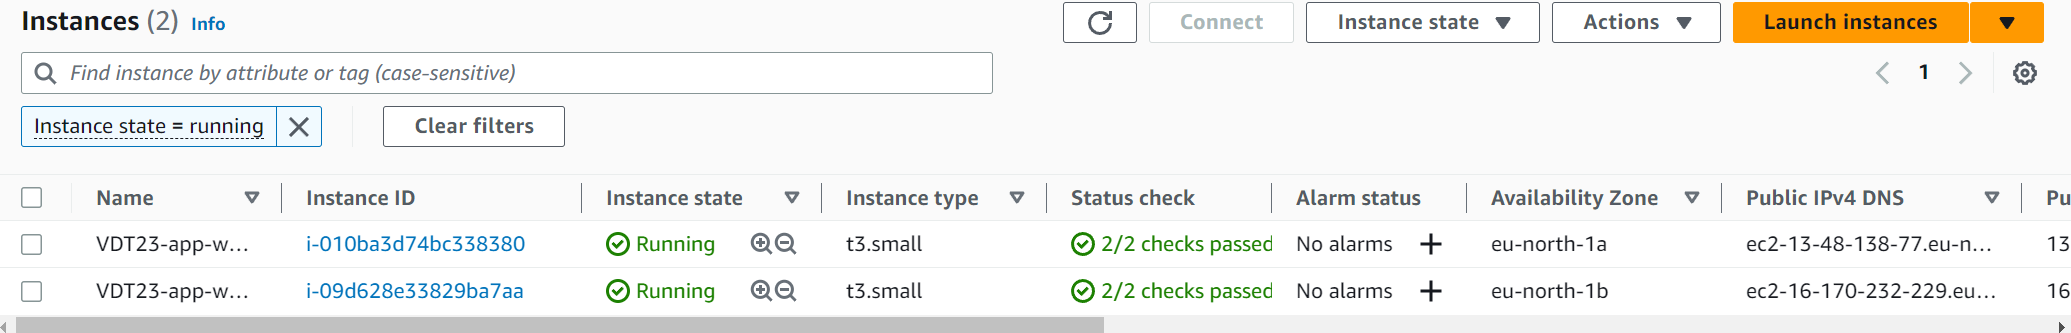 Instances (2) Info
Connect Instance state Actions Launch instances
Find instance by attribute or tag (case-sensitive)
1
Instance state = running Clear filters
Name Instance ID Instance state Instance type Status check Alarm status Availability Zone Public IPv4 DNS Pu
VDT23-app-w... i-010ba3d74bc338380 Running t3.small 2/2 checks passed No alarms eu-north-1a ec2-13-48-138-77.eu-n... 13
VDT23-app-w... i-09d628e33829ba7aa Running t3.small 2/2 checks passed No alarms eu-north-1b ec2-16-170-232-229.eu... 16